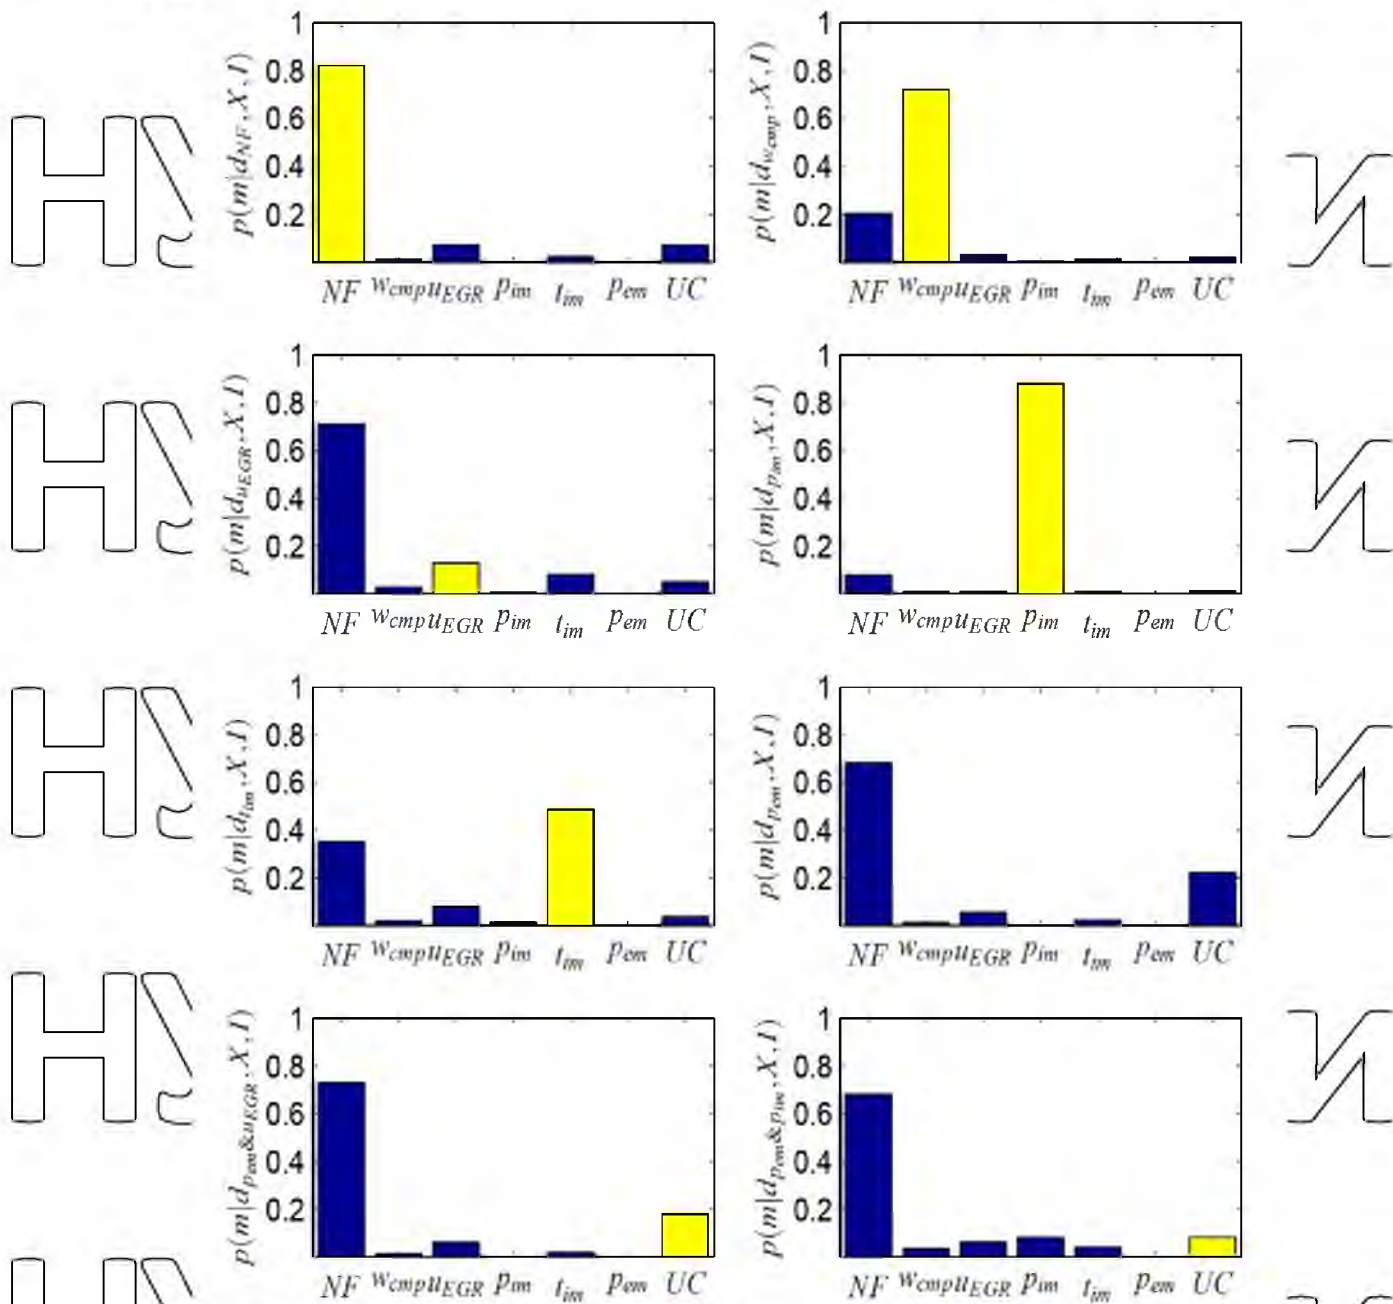 p(m|d_NF, X, I)
1
0.8
0.6
0.4
0.2
NF w_cmp u_EGR p_im t_im p_em UC
p(m|d_w_cmp, X, I)
1
0.8
0.6
0.4
0.2
NF w_cmp u_EGR p_im t_im p_em UC
p(m|d_u_EGR, X, I)
1
0.8
0.6
0.4
0.2
NF w_cmp u_EGR p_im t_im p_em UC
p(m|d_p_im, X, I)
1
0.8
0.6
0.4
0.2
NF w_cmp u_EGR p_im t_im p_em UC
p(m|d_t_im, X, I)
1
0.8
0.6
0.4
0.2
NF w_cmp u_EGR p_im t_im p_em UC
p(m|d_p_em, X, I)
1
0.8
0.6
0.4
0.2
NF w_cmp u_EGR p_im t_im p_em UC
p(m|d_p_em&u_EGR, X, I)
1
0.8
0.6
0.4
0.2
NF w_cmp u_EGR p_im t_im p_em UC
p(m|d_p_em&p_im, X, I)
1
0.8
0.6
0.4
0.2
NF w_cmp u_EGR p_im t_im p_em UC